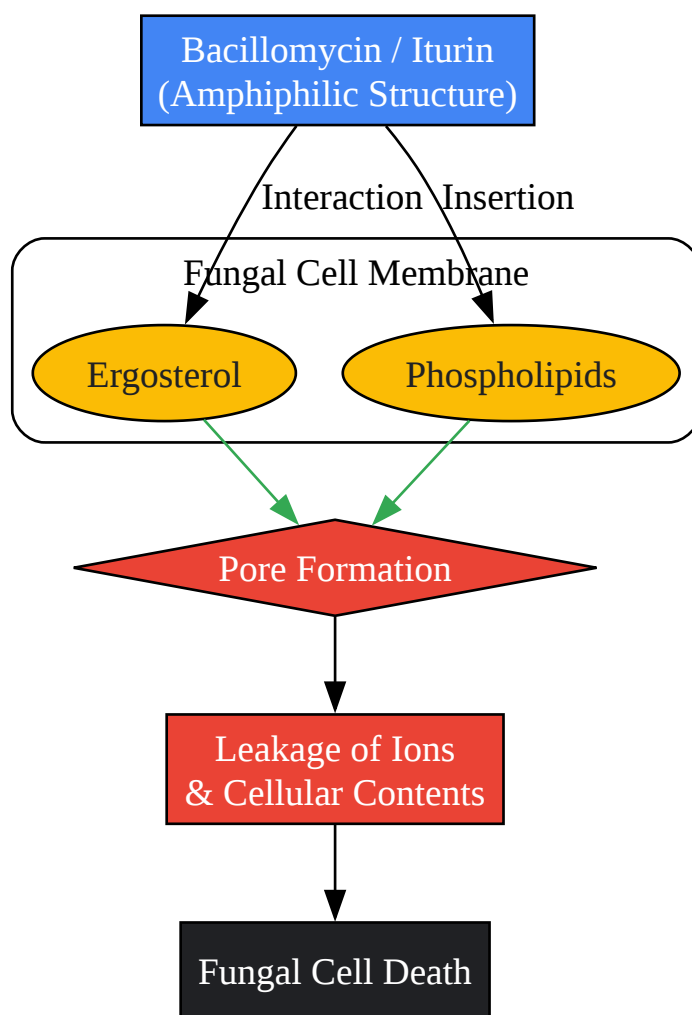 Bacillomycin / Iturin
(Amphiphilic Structure)
Interaction
Insertion
Fungal Cell Membrane
Ergosterol
Phospholipids
Pore Formation
Leakage of Ions
& Cellular Contents
Fungal Cell Death